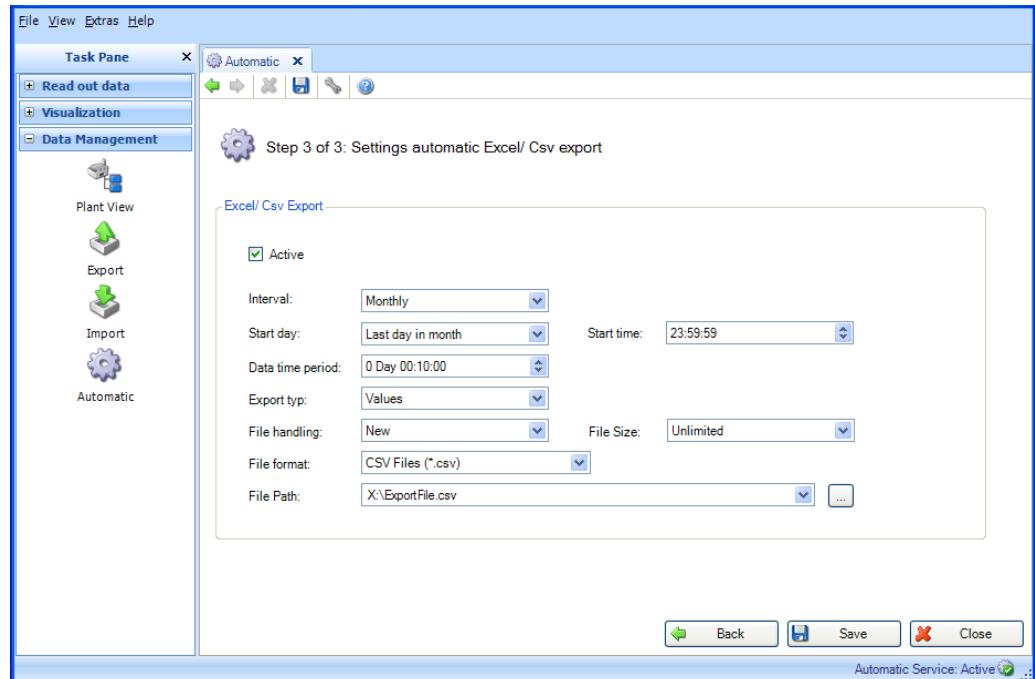 File View Extras Help
Task Pane
Read out data
Visualization
Data Management
Plant View
Export
Import
Automatic
Automatic
Step 3 of 3: Settings automatic Excel/ Csv export
Excel/ Csv Export
Active
Interval: Monthly
Start day: Last day in month Start time: 23:59:59
Data time period: 0 Day 00:10:00
Export typ: Values
File handling: New File Size: Unlimited
File format: CSV Files (*.csv)
File Path: X:\ExportFile.csv ...
Back Save Close
Automatic Service: Active